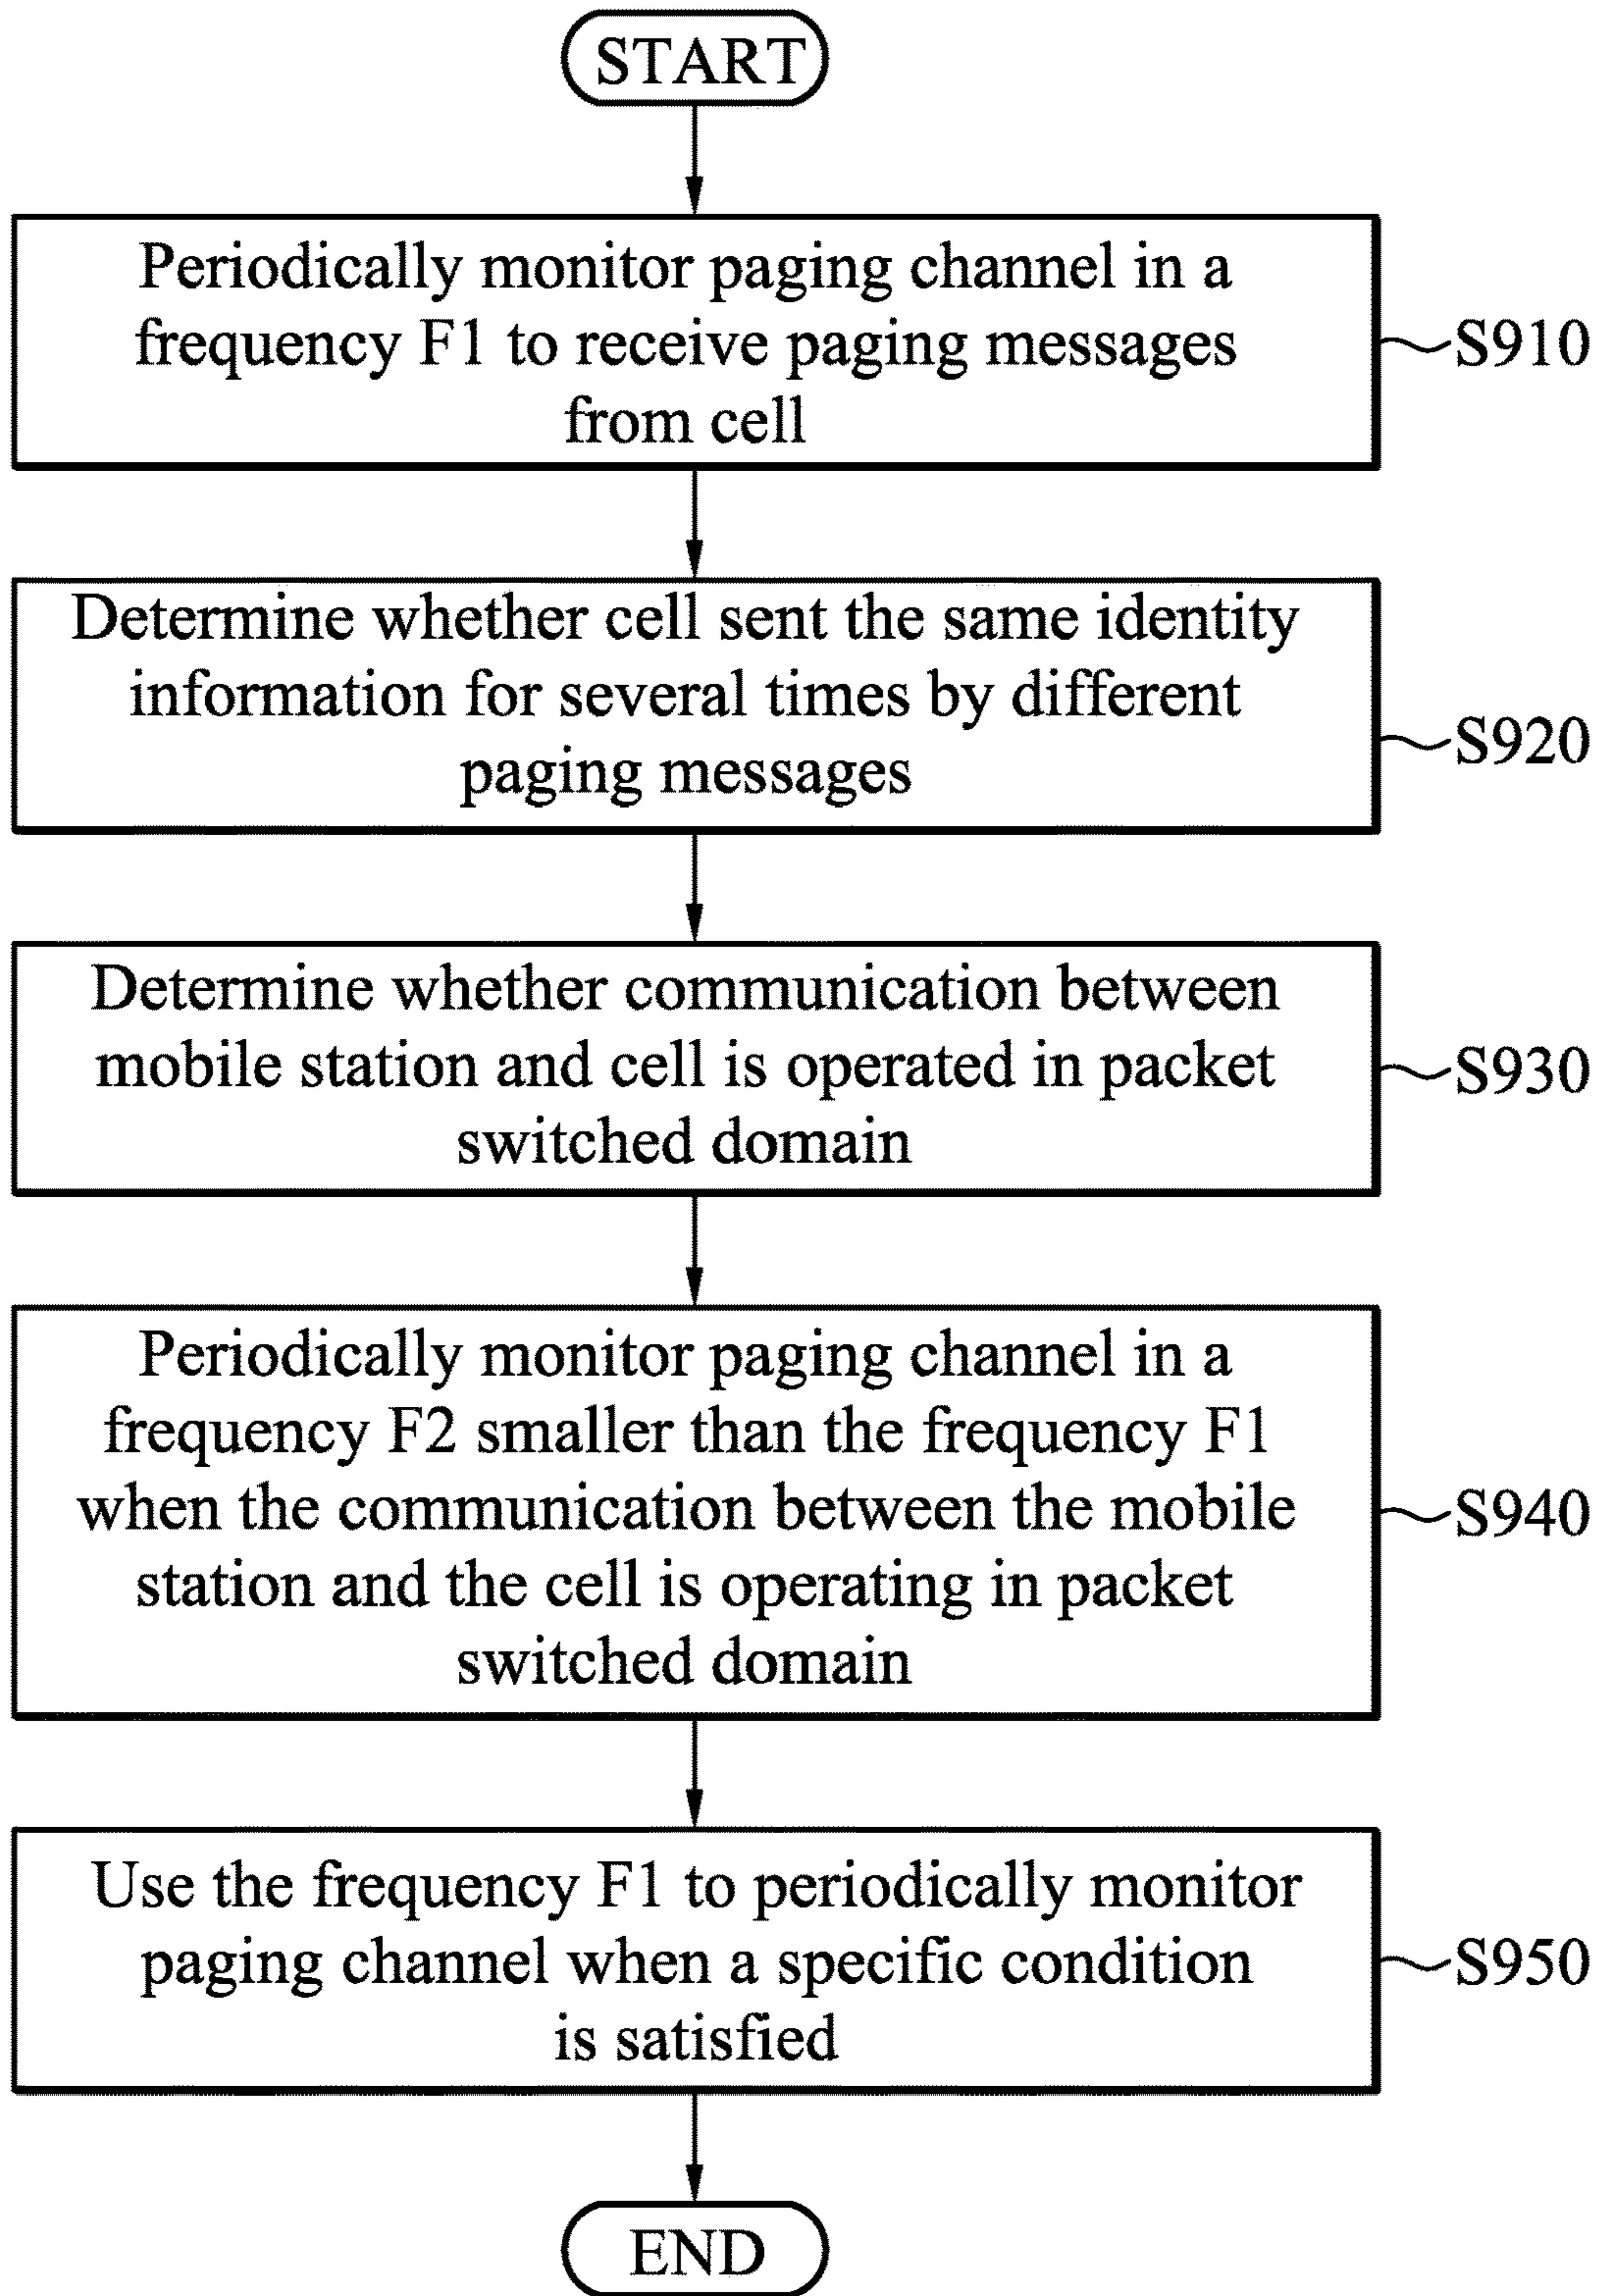 START
Periodically monitor paging channel in a
frequency F1 to receive paging messages
from cell
S910
Determine whether cell sent the same identity
information for several times by different
paging messages
S920
Determine whether communication between
mobile station and cell is operated in packet
switched domain
S930
Periodically monitor paging channel in a
frequency F2 smaller than the frequency F1
when the communication between the mobile
station and the cell is operating in packet
switched domain
S940
Use the frequency F1 to periodically monitor
paging channel when a specific condition
is satisfied
S950
END